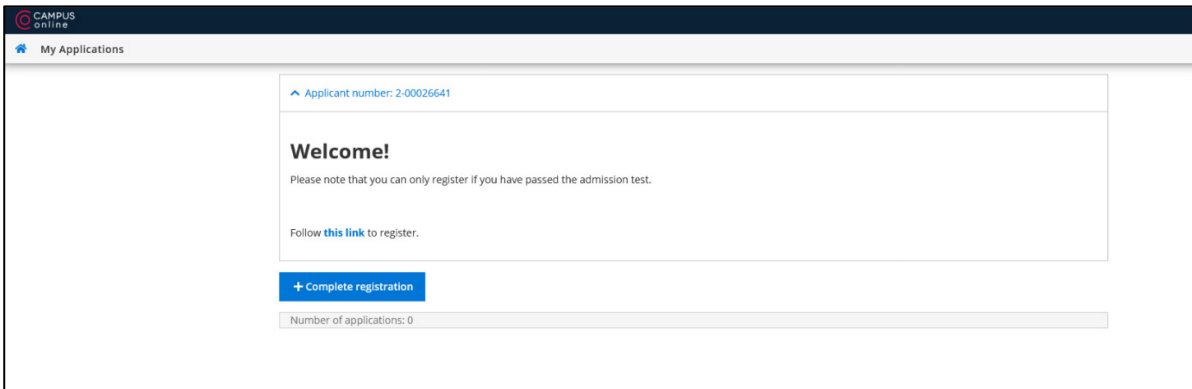 CAMPUS
online
My Applications
Applicant number: 2-00026641
Welcome!
Please note that you can only register if you have passed the admission test.
Follow this link to register.
+ Complete registration
Number of applications: 0